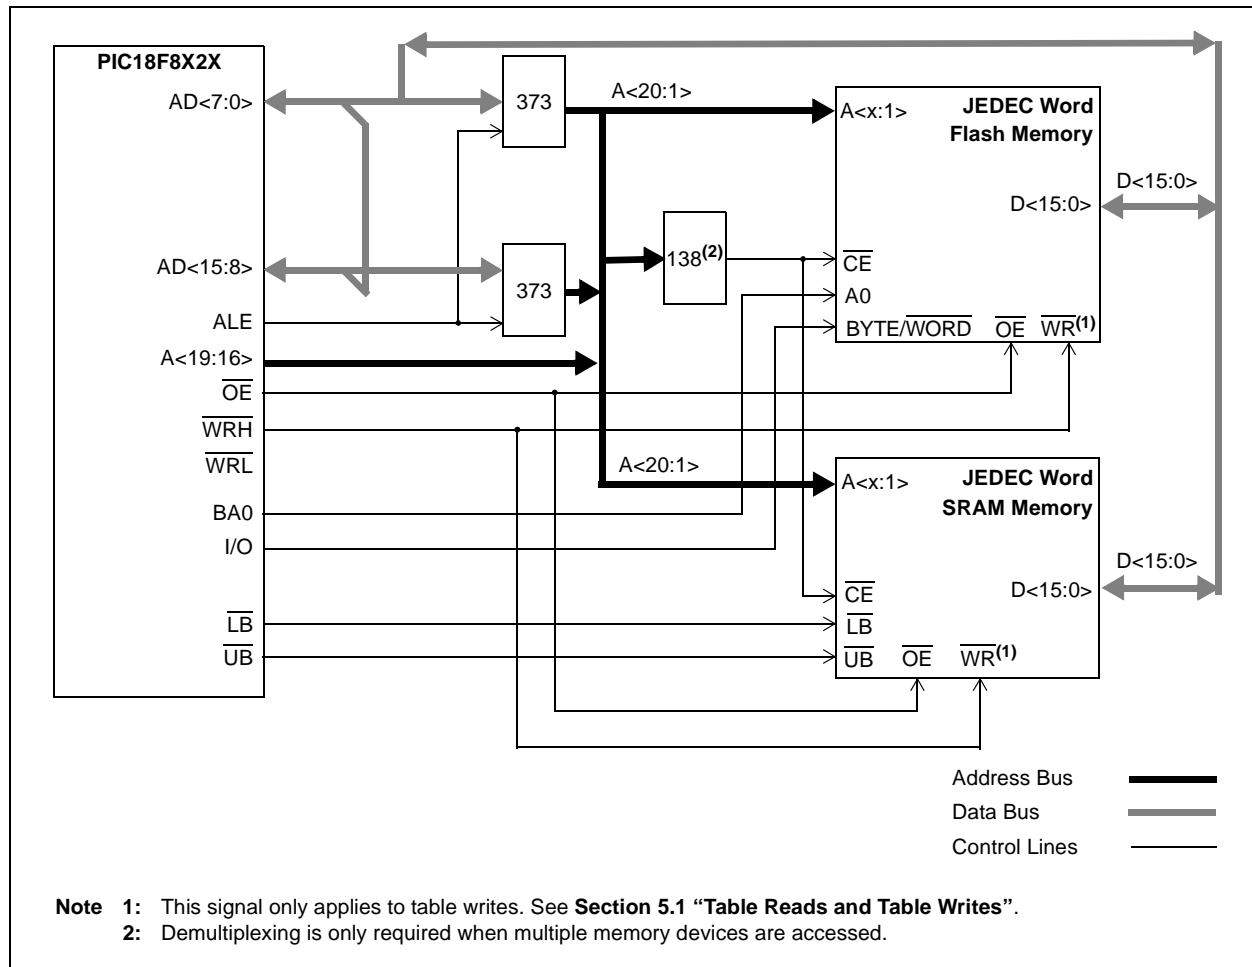 PIC18F8X2X
AD<7:0>
AD<15:8>
ALE
A<19:16>
OE
WRH
WRL
BA0
I/O
LB
UB
373
373
A<20:1>
138(2)
A<20:1>
JEDEC Word
Flash Memory
A<x:1>
D<15:0>
CE
A0
BYTE/WORD OE WR(1)
D<15:0>
JEDEC Word
SRAM Memory
A<x:1>
D<15:0>
CE
LB
UB OE WR(1)
D<15:0>
Address Bus
Data Bus
Control Lines
Note 1: This signal only applies to table writes. See Section 5.1 “Table Reads and Table Writes”.
2: Demultiplexing is only required when multiple memory devices are accessed.